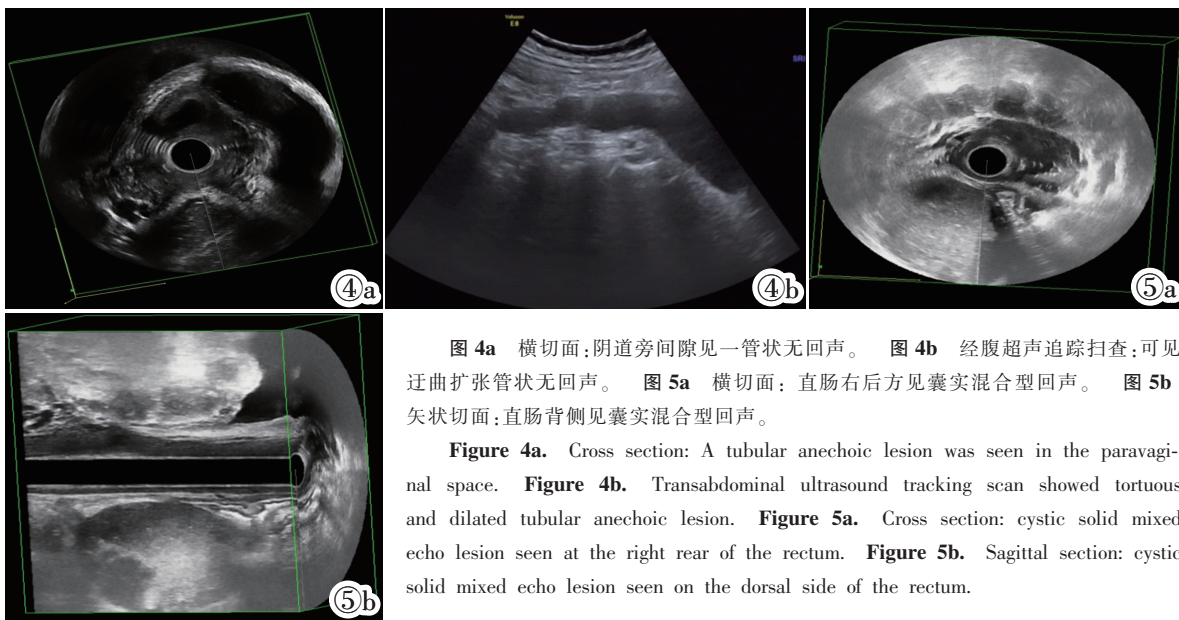 Voluson
E8
SRI
④a
④b
⑤a
⑤b
图 4a 横切面：阴道旁间隙见一管状无回声。 图 4b 经腹超声追踪扫查：可见
迂曲扩张管状无回声。 图 5a 横切面：直肠右后方见囊实混合型回声。 图 5b
矢状切面：直肠背侧见囊实混合型回声。
Figure 4a. Cross section: A tubular anechoic lesion was seen in the paravagi-
nal space. Figure 4b. Transabdominal ultrasound tracking scan showed tortuous
and dilated tubular anechoic lesion. Figure 5a. Cross section: cystic solid mixed
echo lesion seen at the right rear of the rectum. Figure 5b. Sagittal section: cystic
solid mixed echo lesion seen on the dorsal side of the rectum.